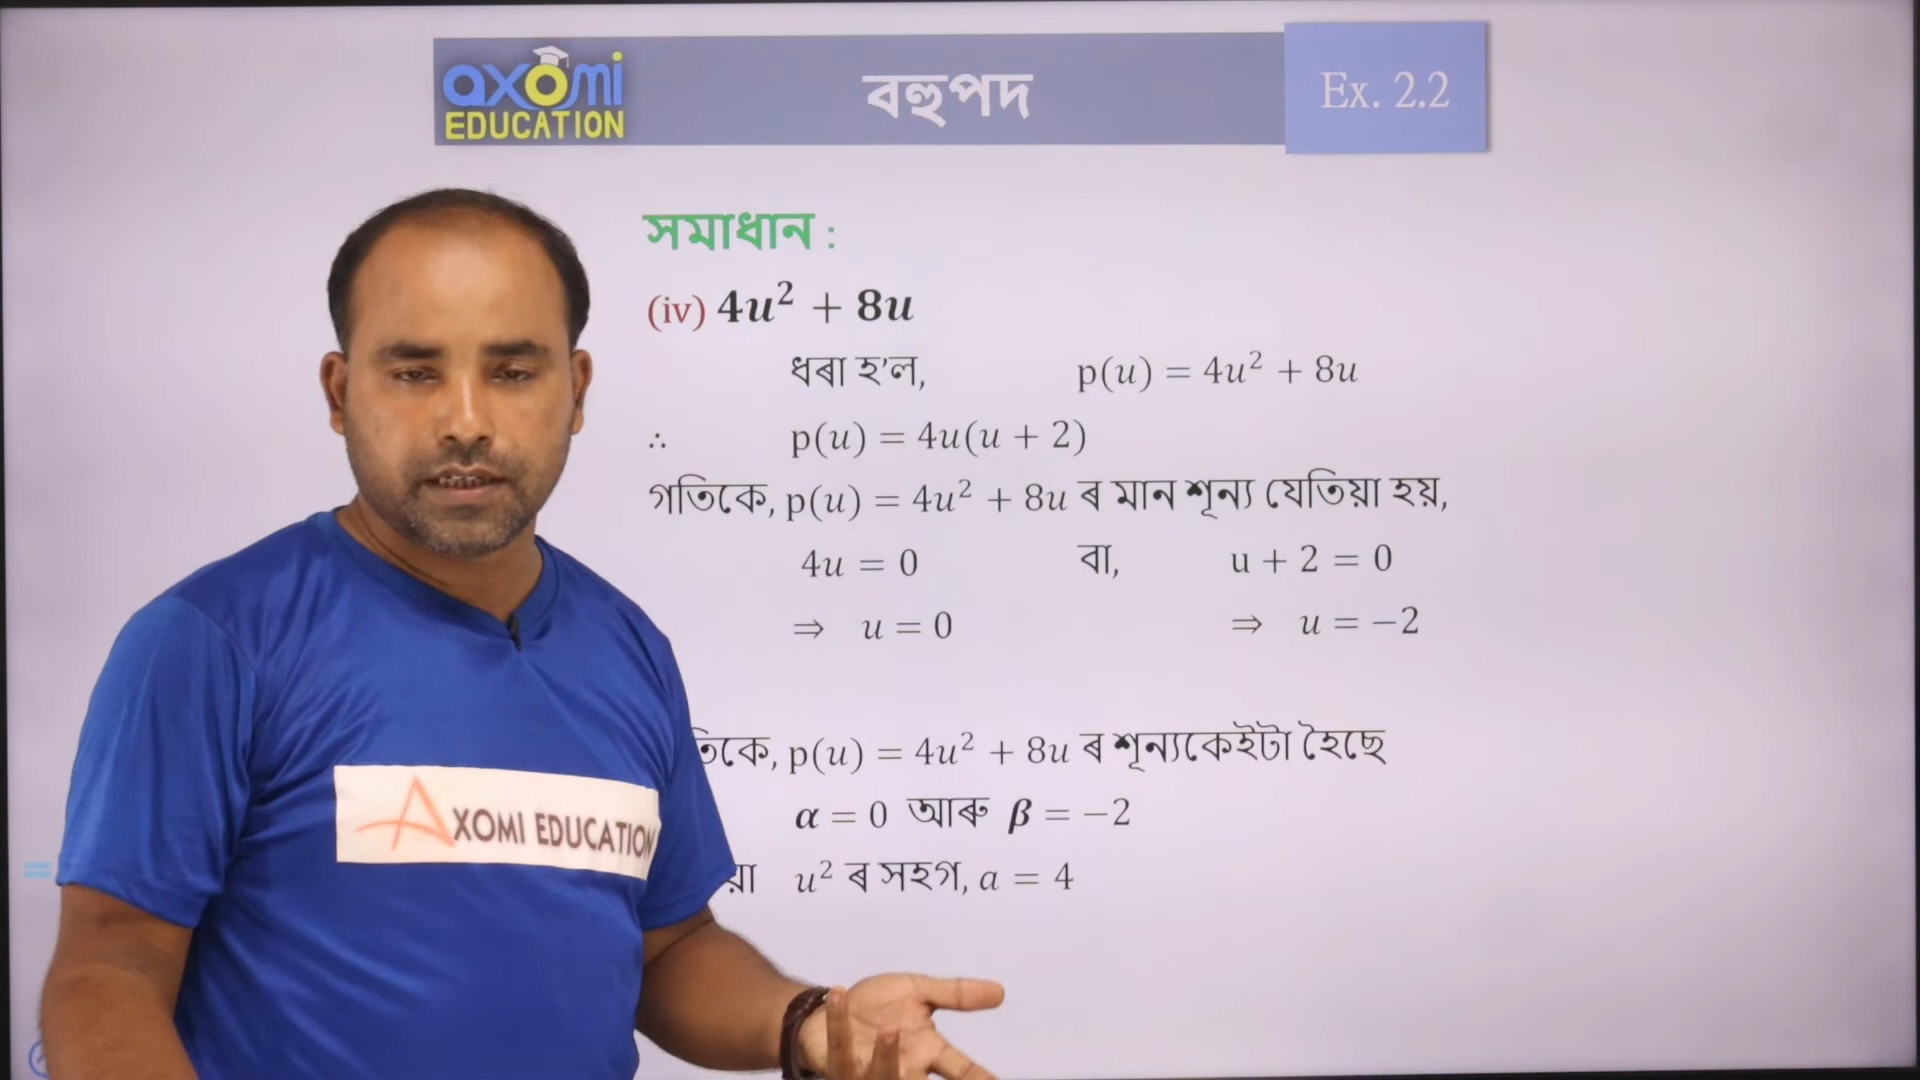 axomi
EDUCATION
বহুপদ
Ex. 2.2
সমাধান :
(iv) 4u² + 8u
ধৰা হ'ল, p(u) = 4u² + 8u
∴ p(u) = 4u(u + 2)
গতিকে, p(u) = 4u² + 8u ৰ মান শূন্য যেতিয়া হয়,
4u = 0 বা, u + 2 = 0
⇒ u = 0 ⇒ u = −2
p(u) = 4u² + 8u ৰ শূন্যকেইটা হৈছে
α = 0 আৰু β = −2
u² ৰ সহগ, a = 4
AXOMI EDUCATION